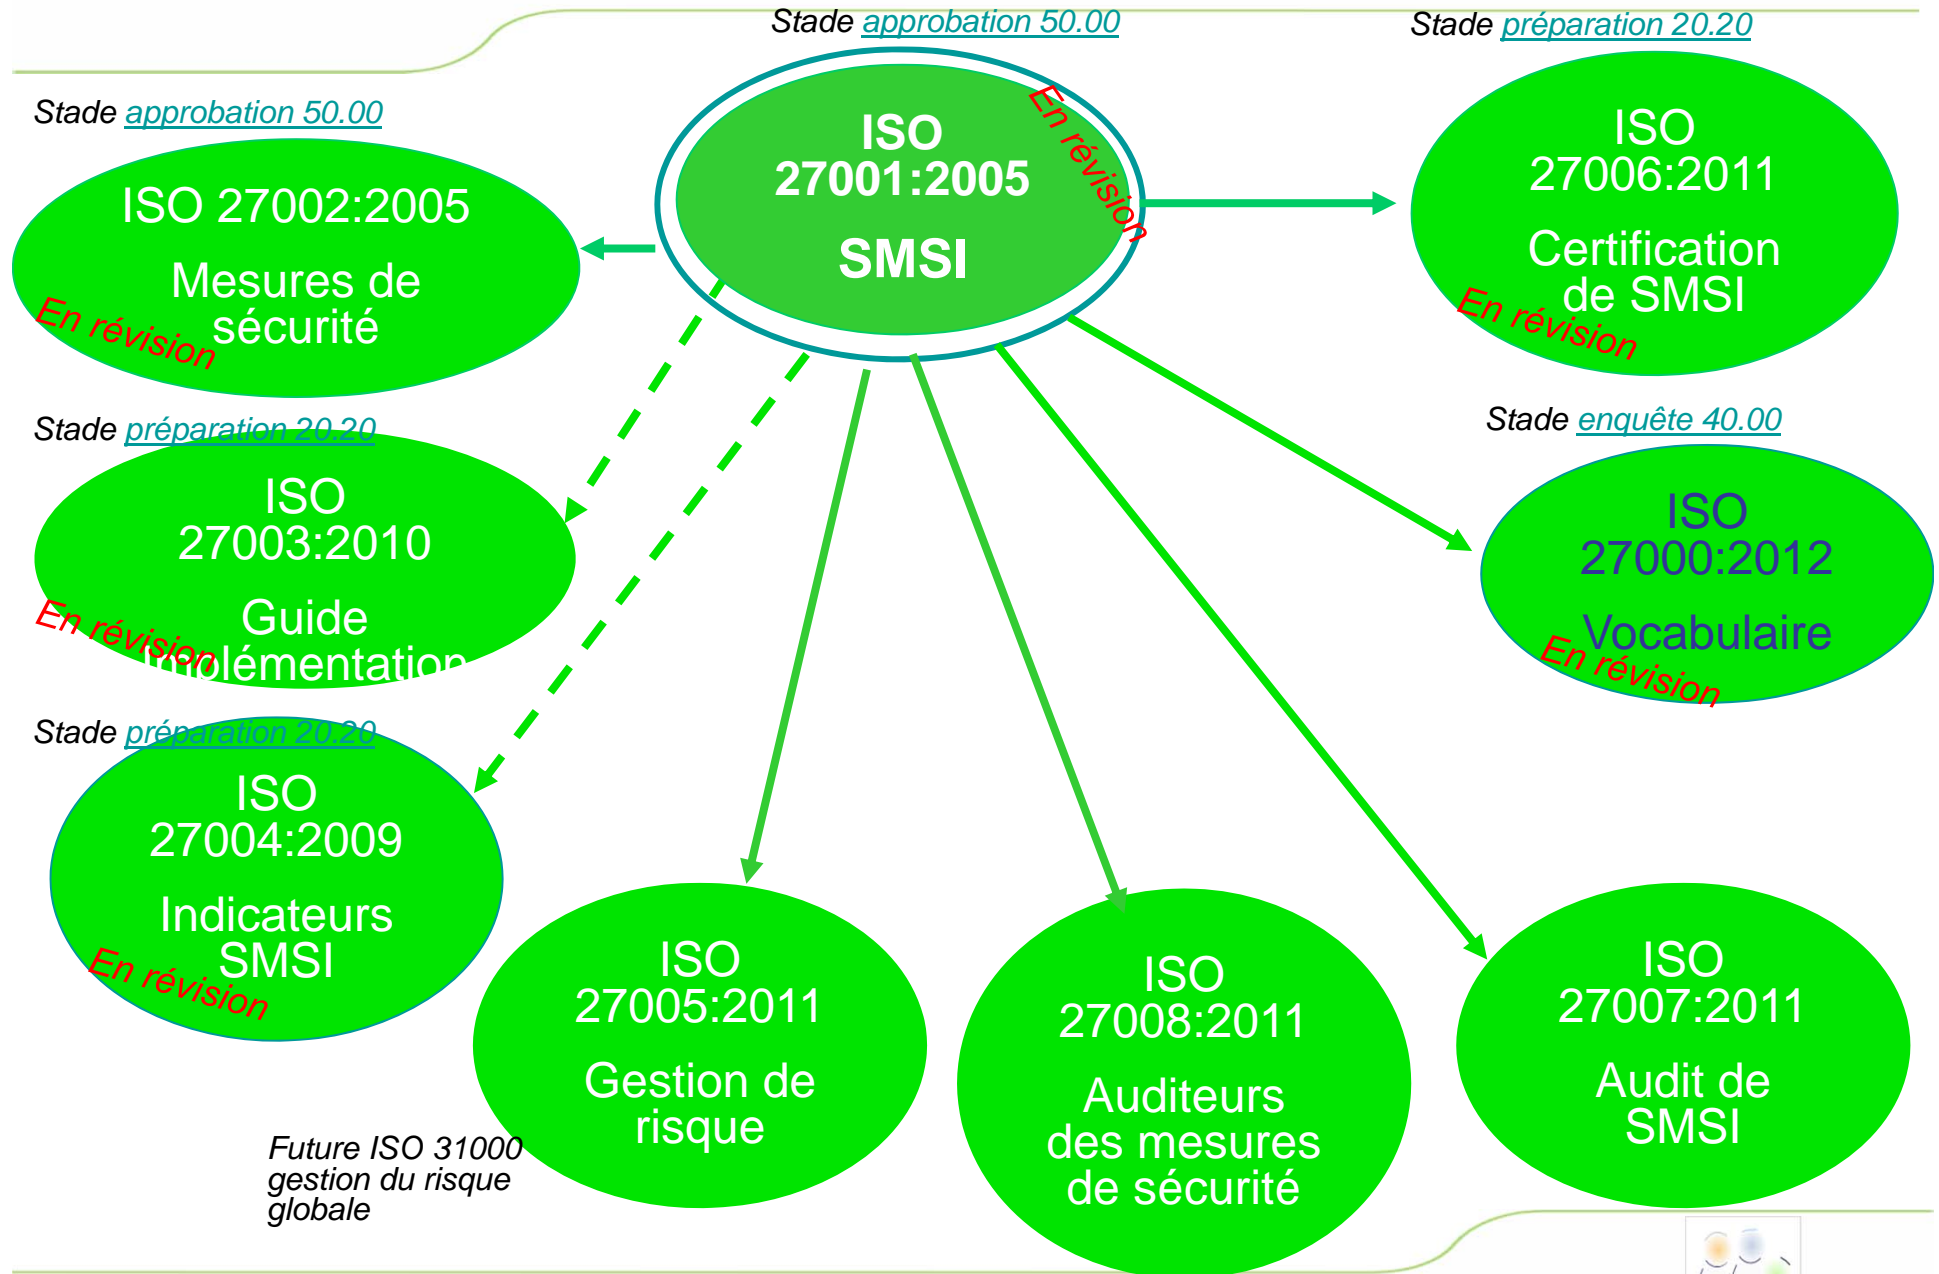 Stade approbation 50.00
ISO
27001:2005
SMSI
En révision
Stade préparation 20.20
ISO
27006:2011
Certification
de SMSI
En révision
Stade approbation 50.00
ISO 27002:2005
Mesures de
sécurité
En révision
Stade préparation 20.20
ISO
27003:2010
Guide
Implémentation
En révision
Stade enquête 40.00
ISO
27000:2012
Vocabulaire
En révision
Stade préparation 20.20
ISO
27004:2009
Indicateurs
SMSI
En révision
ISO
27005:2011
Gestion de
risque
Future ISO 31000
gestion du risque
globale
ISO
27008:2011
Auditeurs
des mesures
de sécurité
ISO
27007:2011
Audit de
SMSI